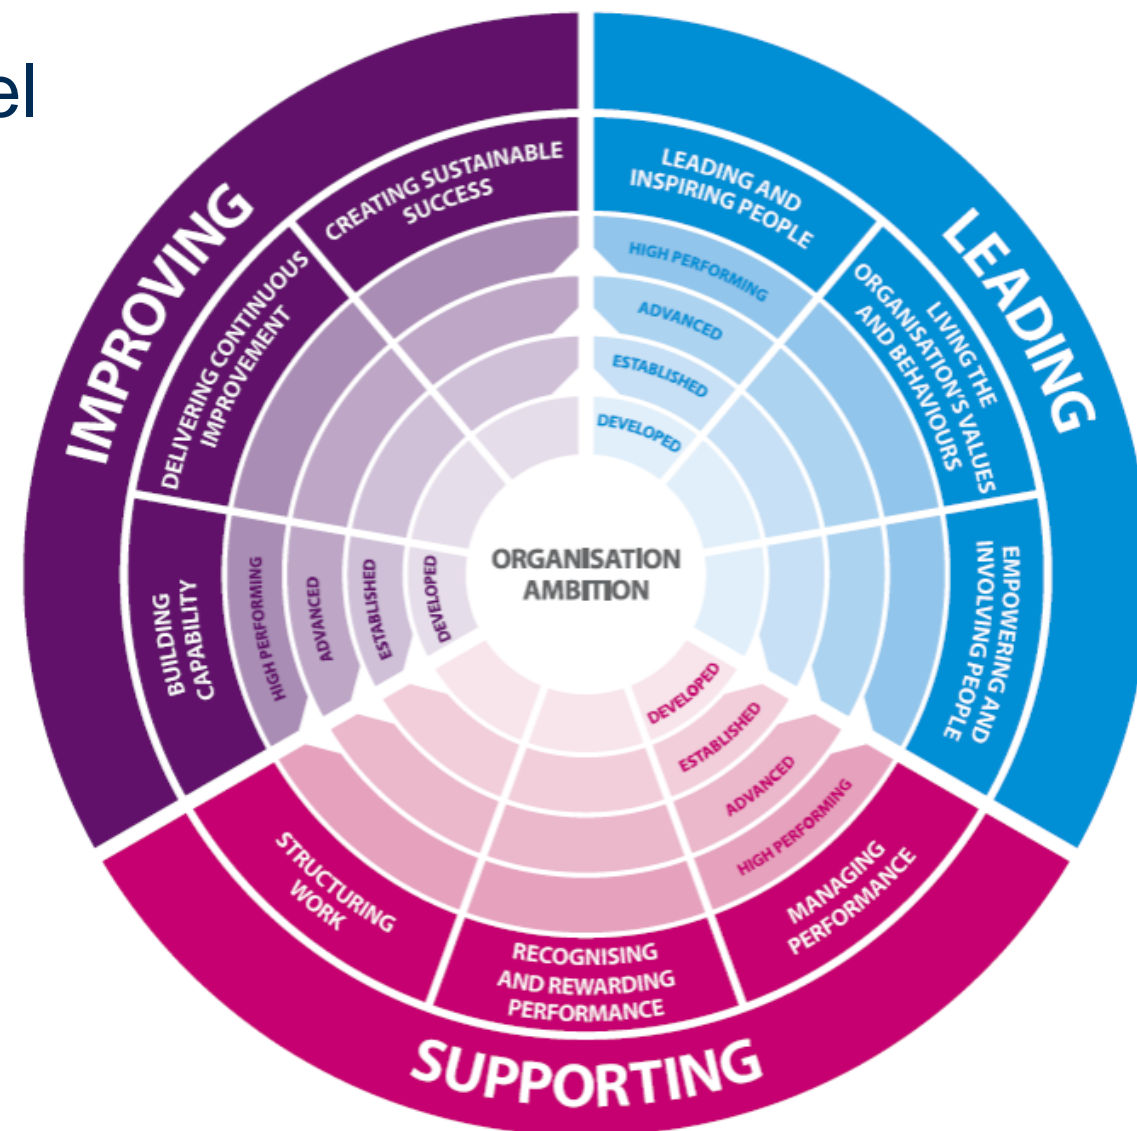 el
IMPROVING
LEADING
SUPPORTING
CREATING SUSTAINABLE
SUCCESS
DELIVERING CONTINUOUS
IMPROVEMENT
BUILDING
CAPABILITY
LEADING AND
INSPIRING PEOPLE
LIVING THE
ORGANISATION'S VALUES
AND BEHAVIOURS
EMPOWERING AND
INVOLVING PEOPLE
MANAGING
PERFORMANCE
RECOGNISING
AND REWARDING
PERFORMANCE
STRUCTURING
WORK
HIGH PERFORMING
ADVANCED
ESTABLISHED
DEVELOPED
HIGH PERFORMING
ADVANCED
ESTABLISHED
DEVELOPED
DEVELOPED
ESTABLISHED
ADVANCED
HIGH PERFORMING
ORGANISATION
AMBITION